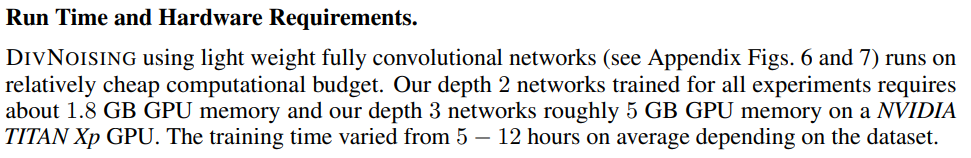 Run Time and Hardware Requirements.
DIVNOISING using light weight fully convolutional networks (see Appendix Figs. 6 and 7) runs on
relatively cheap computational budget. Our depth 2 networks trained for all experiments requires
about 1.8 GB GPU memory and our depth 3 networks roughly 5 GB GPU memory on a NVIDIA
TITAN Xp GPU. The training time varied from 5 – 12 hours on average depending on the dataset.